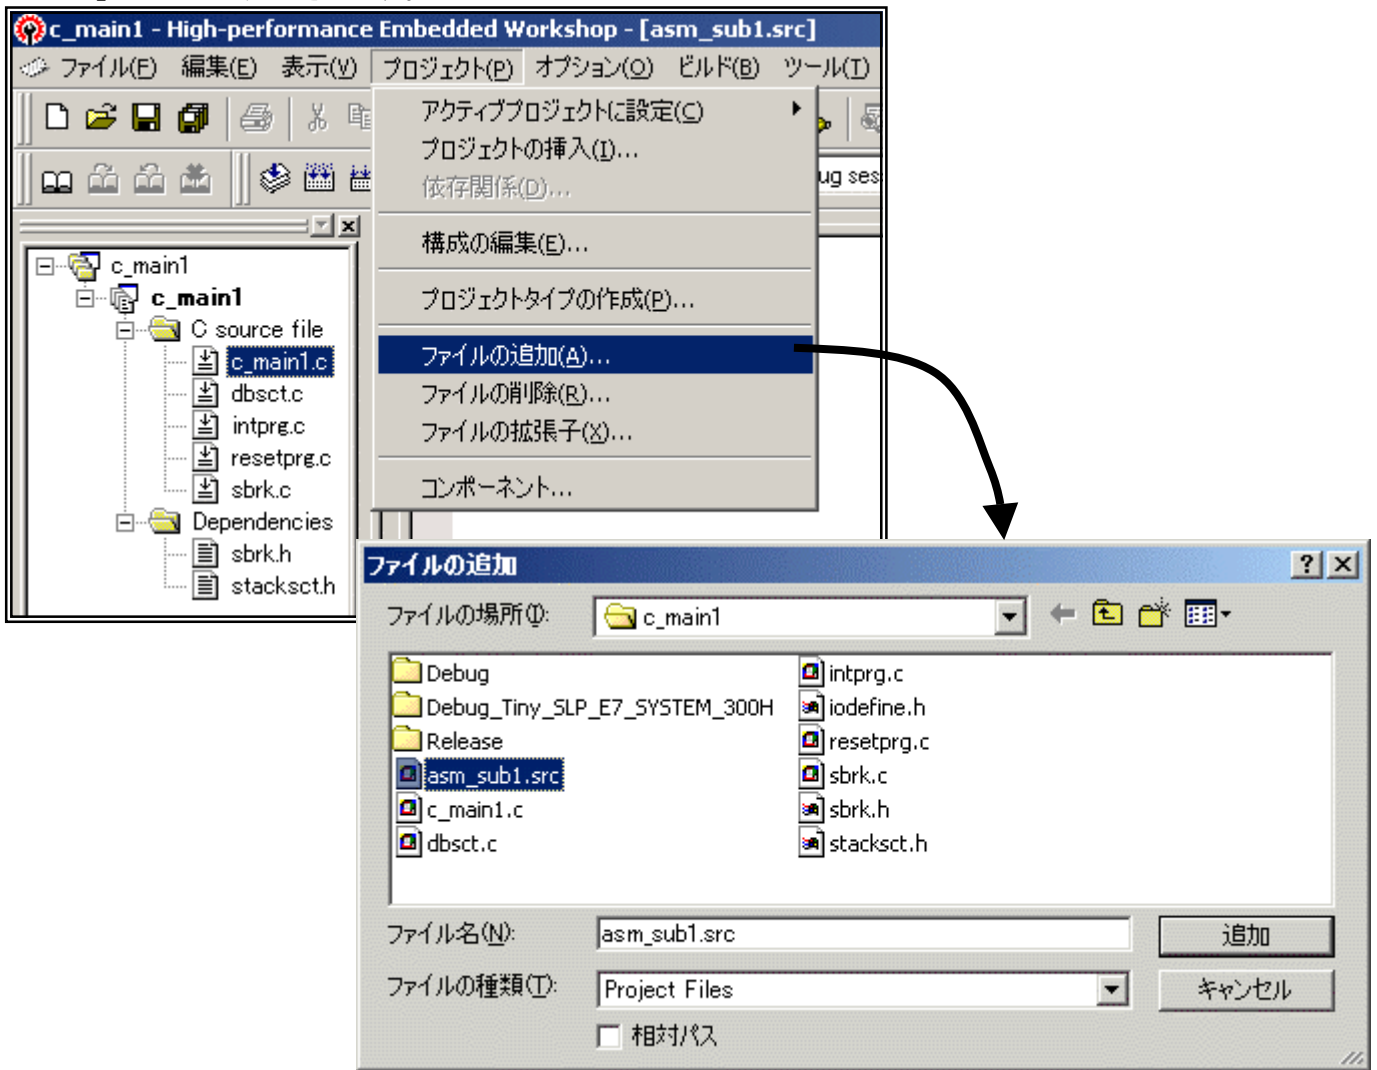 c_main1 - High-performance Embedded Workshop - [asm_sub1.src]
ファイル(F) 編集(E) 表示(V) プロジェクト(P) オプション(O) ビルド(B) ツール(T)
アクティブプロジェクトに設定(C)
プロジェクトの挿入(I)...
依存関係(D)...
構成の編集(E)...
プロジェクトタイプの作成(P)...
ファイルの追加(A)...
ファイルの削除(R)...
ファイルの拡張子(X)...
コンポーネント...
ug ses
c_main1
c_main1
C source file
c_main1.c
dbsct.c
intprg.c
resetprg.c
sbrk.c
Dependencies
sbrk.h
stacksct.h
ファイルの追加
ファイルの場所(I):
c_main1
Debug
Debug_Tiny_SLP_E7_SYSTEM_300H
Release
asm_sub1.src
c_main1.c
dbsct.c
intprg.c
iodefine.h
resetprg.c
sbrk.c
sbrk.h
stacksct.h
ファイル名(N):
asm_sub1.src
追加
ファイルの種類(T):
Project Files
キャンセル
相対パス